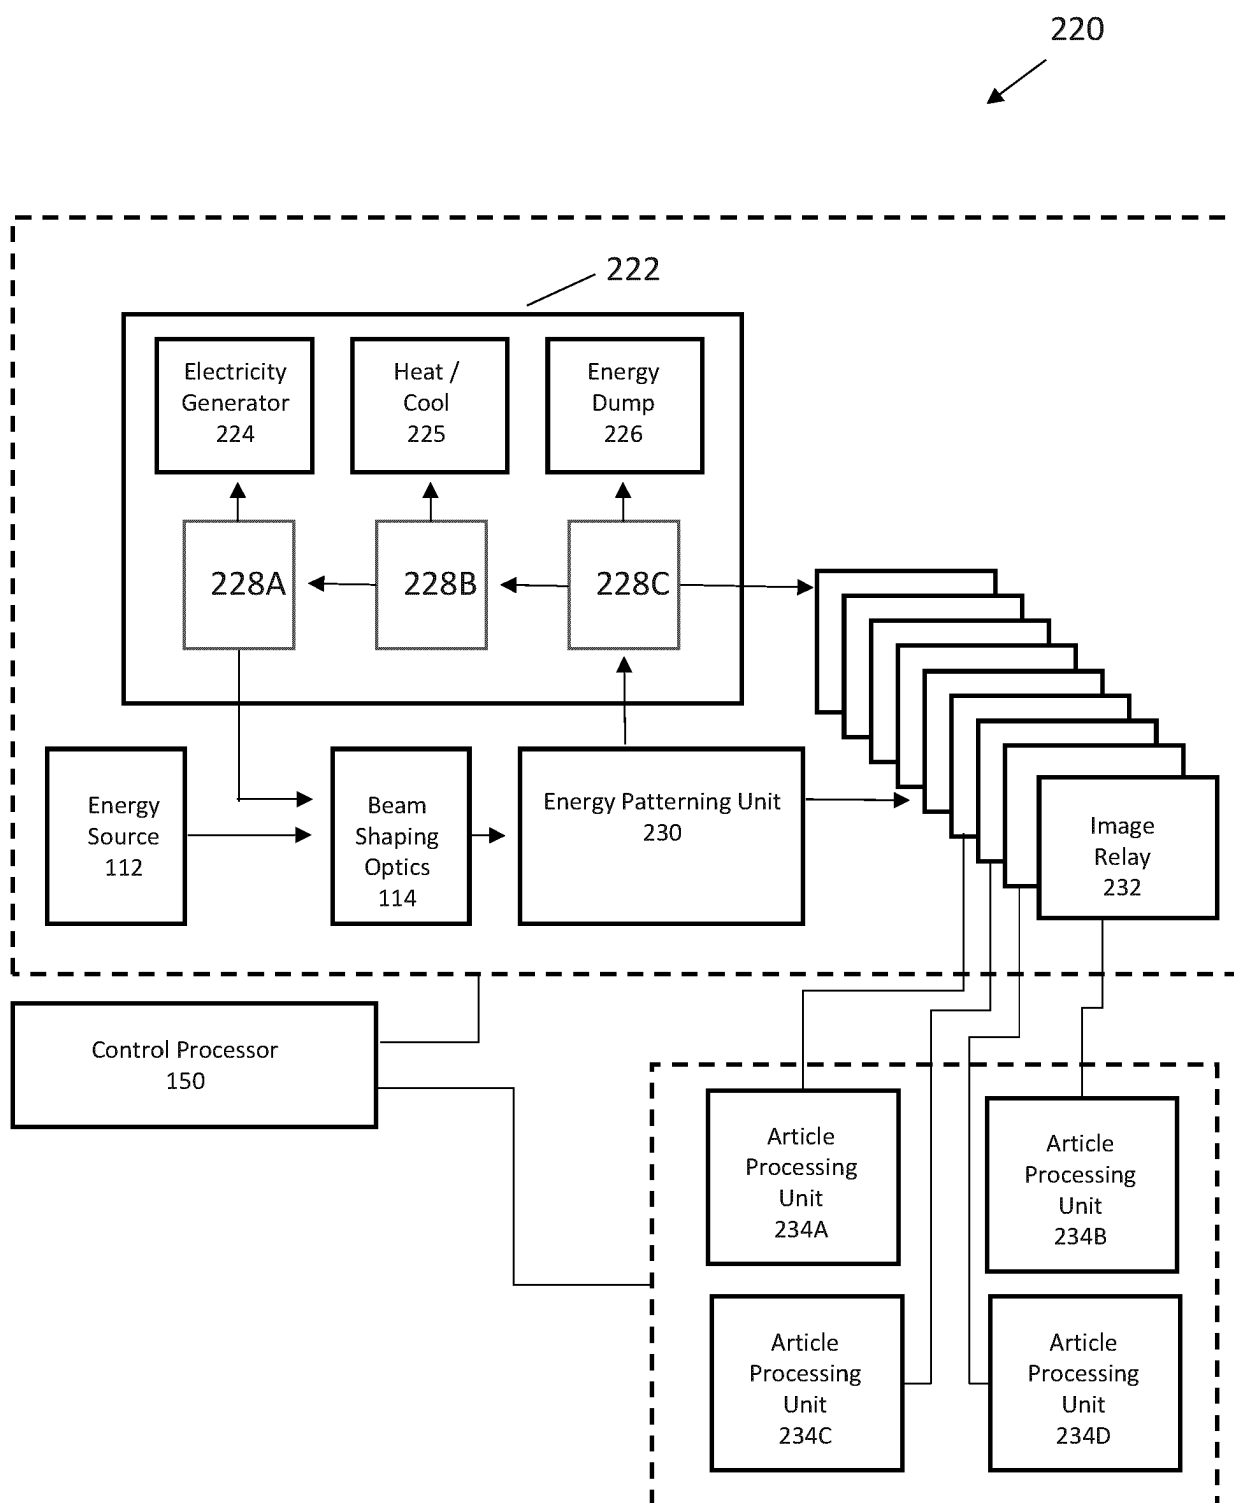 220
222
Electricity
Generator
224
Heat /
Cool
225
Energy
Dump
226
228A
228B
228C
Energy
Source
112
Beam
Shaping
Optics
114
Energy Patterning Unit
230
Image
Relay
232
Control Processor
150
Article
Processing
Unit
234A
Article
Processing
Unit
234B
Article
Processing
Unit
234C
Article
Processing
Unit
234D